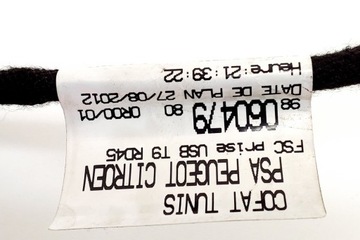 COFAT TUNIS
PSA PEUGEOT CITROEN
FSC prise USB T9 RD45
98 060479 80 0R00/01
DATE DE PLAN 27/08/2012
Heure:21:39:22